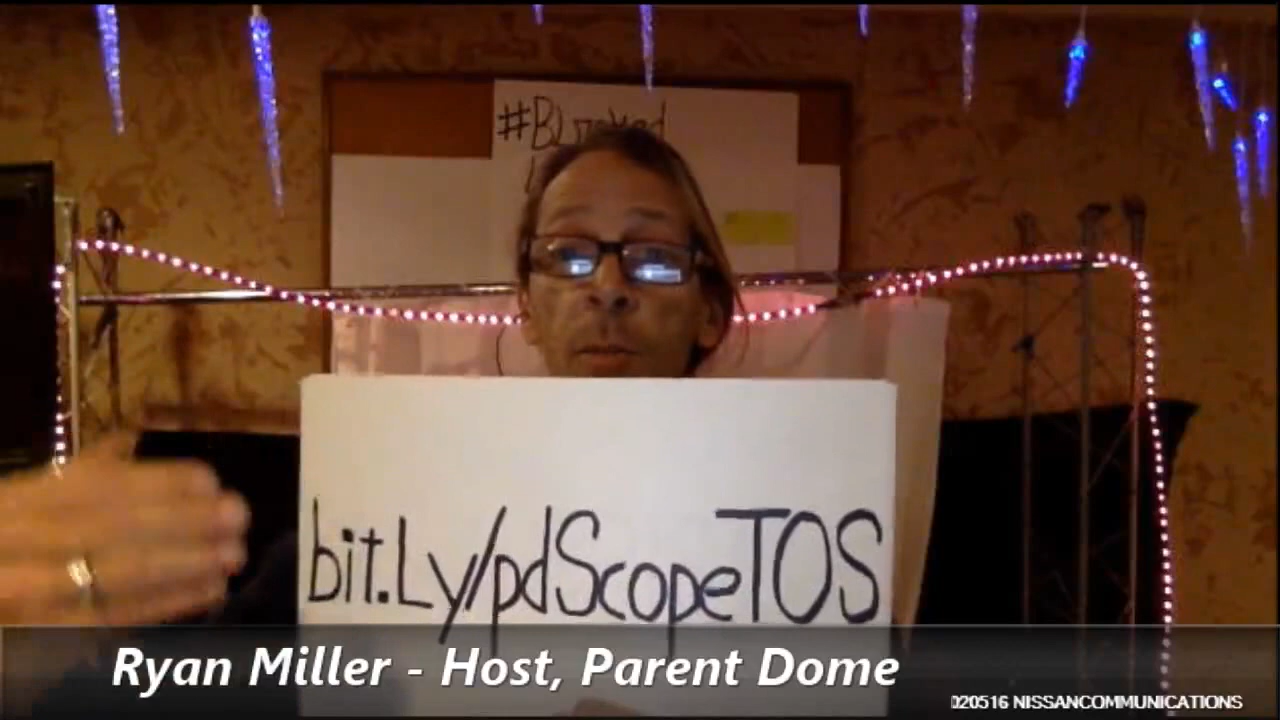 bit.Ly/pdScopeTOS
Ryan Miller - Host, Parent Dome
020516 NISSANCOMMUNICATIONS